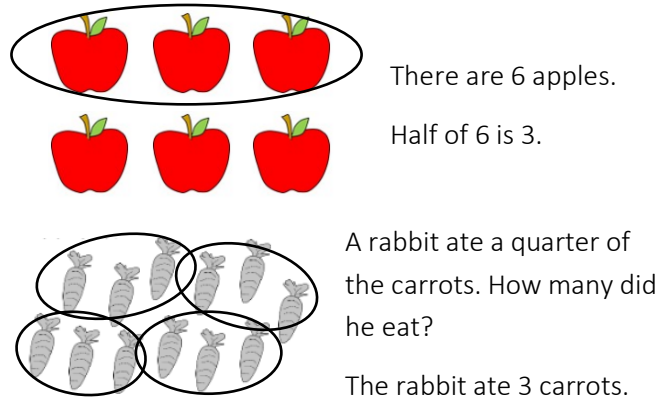 There are 6 apples.
Half of 6 is 3.
A rabbit ate a quarter of
the carrots. How many did
he eat?
The rabbit ate 3 carrots.